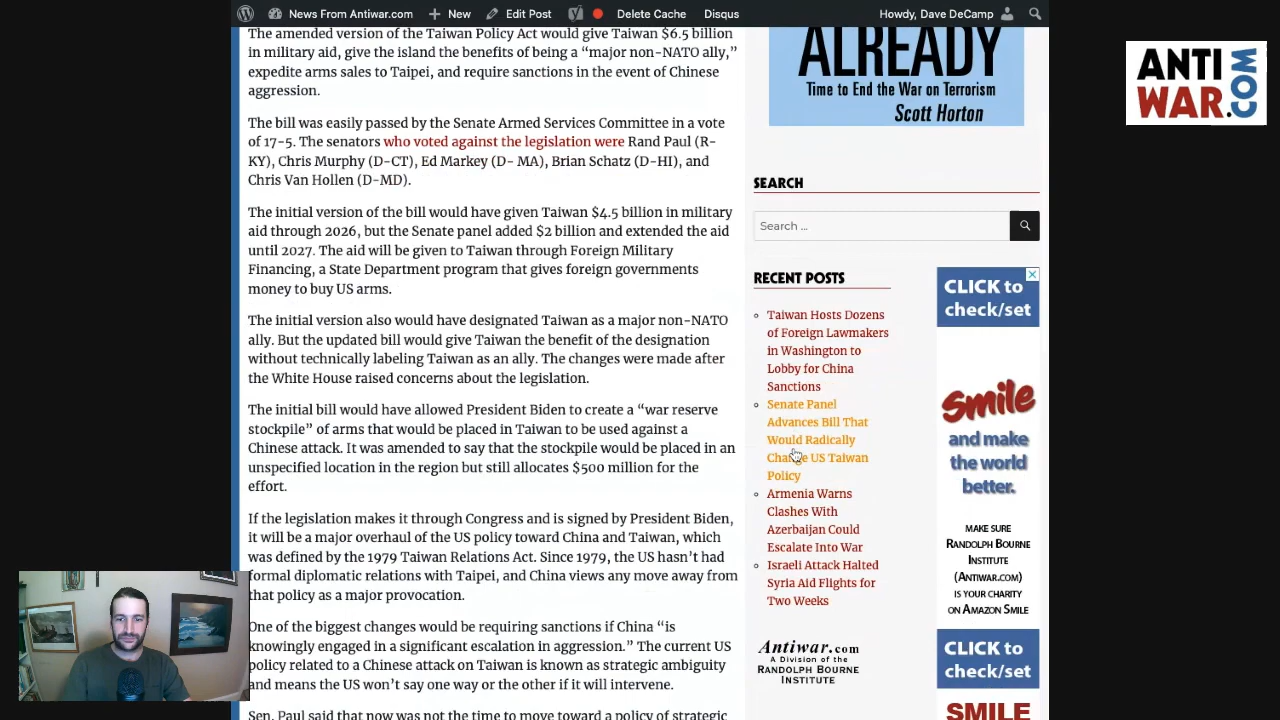 News From Antiwar.com
New
Edit Post
Delete Cache
Disqus
Howdy, Dave DeCamp
The amended version of the Taiwan Policy Act would give Taiwan $6.5 billion
in military aid, give the island the benefits of being a “major non-NATO ally,”
expedite arms sales to Taipei, and require sanctions in the event of Chinese
aggression.
The bill was easily passed by the Senate Armed Services Committee in a vote
of 17-5. The senators who voted against the legislation were Rand Paul (R-
KY), Chris Murphy (D-CT), Ed Markey (D- MA), Brian Schatz (D-HI), and
Chris Van Hollen (D-MD).
The initial version of the bill would have given Taiwan $4.5 billion in military
aid through 2026, but the Senate panel added $2 billion and extended the aid
until 2027. The aid will be given to Taiwan through Foreign Military
Financing, a State Department program that gives foreign governments
money to buy US arms.
The initial version also would have designated Taiwan as a major non-NATO
ally. But the updated bill would give Taiwan the benefit of the designation
without technically labeling Taiwan as an ally. The changes were made after
the White House raised concerns about the legislation.
The initial bill would have allowed President Biden to create a “war reserve
stockpile” of arms that would be placed in Taiwan to be used against a
Chinese attack. It was amended to say that the stockpile would be placed in an
unspecified location in the region but still allocates $500 million for the
effort.
If the legislation makes it through Congress and is signed by President Biden,
it will be a major overhaul of the US policy toward China and Taiwan, which
was defined by the 1979 Taiwan Relations Act. Since 1979, the US hasn’t had
formal diplomatic relations with Taipei, and China views any move away from
that policy as a major provocation.
One of the biggest changes would be requiring sanctions if China “is
knowingly engaged in a significant escalation in aggression.” The current US
policy related to a Chinese attack on Taiwan is known as strategic ambiguity
and means the US won’t say one way or the other if it will intervene.
Sen. Paul said that now was not the time to move toward a policy of strategic
ALREADY
Time to End the War on Terrorism
Scott Horton
SEARCH
Search …
RECENT POSTS
Taiwan Hosts Dozens
of Foreign Lawmakers
in Washington to
Lobby for China
Sanctions
Senate Panel
Advances Bill That
Would Radically
Change US Taiwan
Policy
Armenia Warns
Clashes With
Azerbaijan Could
Escalate Into War
Israeli Attack Halted
Syria Aid Flights for
Two Weeks
Antiwar.com
A Division of the
RANDOLPH BOURNE
INSTITUTE
CLICK to
check/set
Smile
and make
the world
better.
MAKE SURE
RANDOLPH BOURNE
INSTITUTE
(ANTIWAR.COM)
IS YOUR CHARITY
ON AMAZON SMILE
CLICK to
check/set
SMILE
ANTI
WAR.COM